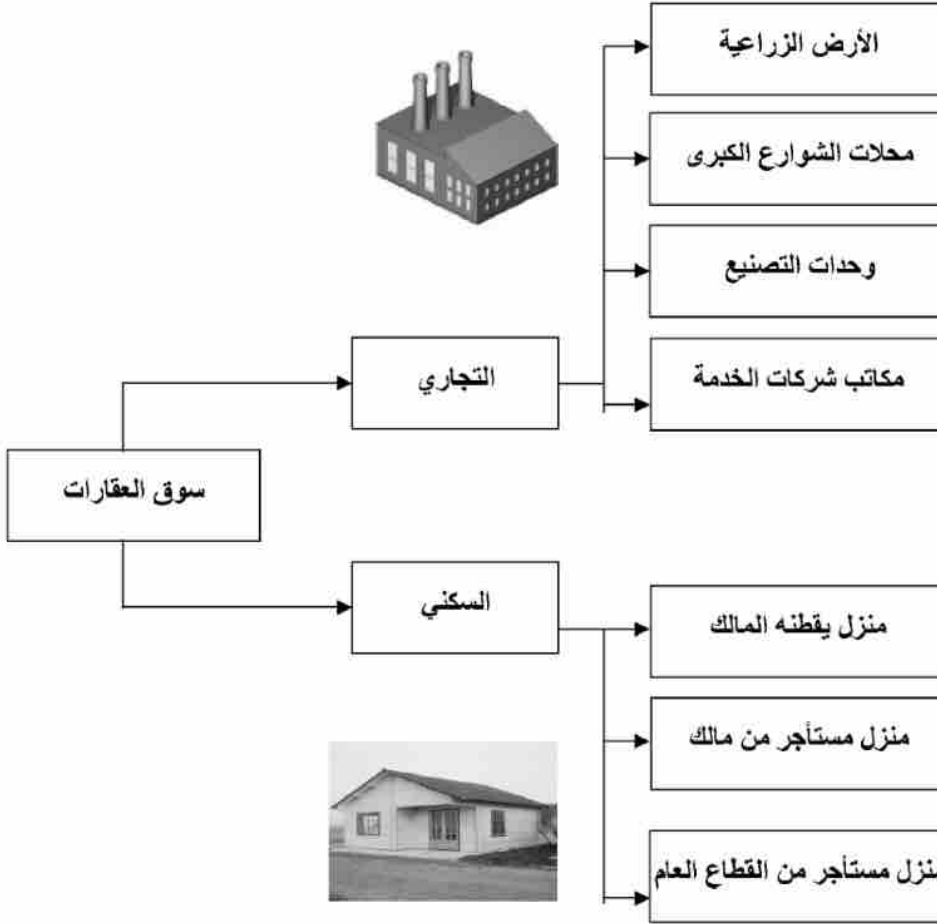 الأرض الزراعية
محلات الشوارع الكبرى
وحدات التصنيع
مكاتب شركات الخدمة
التجاري
سوق العقارات
السكني
منزل يقطنه المالك
منزل مستأجر من مالك
منزل مستأجر من القطاع العام